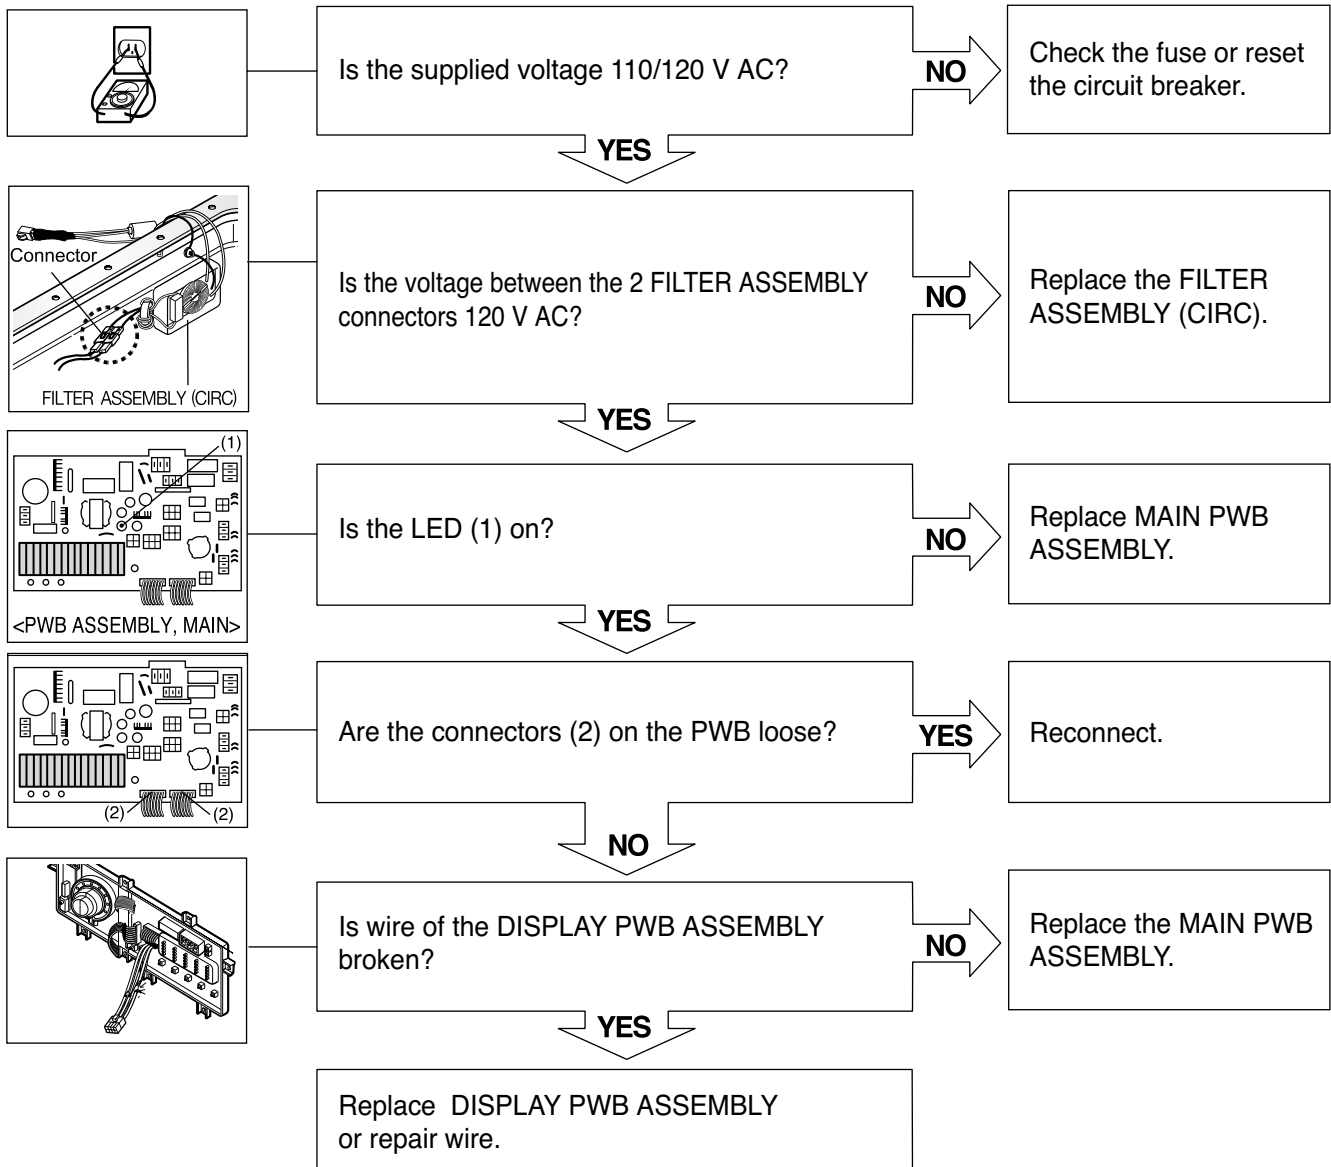 Is the supplied voltage 110/120 V AC?
NO
Check the fuse or reset
the circuit breaker.
YES
Connector
FILTER ASSEMBLY (CIRC)
Is the voltage between the 2 FILTER ASSEMBLY
connectors 120 V AC?
NO
Replace the FILTER
ASSEMBLY (CIRC).
YES
(1)
<PWB ASSEMBLY, MAIN>
Is the LED (1) on?
NO
Replace MAIN PWB
ASSEMBLY.
YES
(2)
(2)
Are the connectors (2) on the PWB loose?
YES
Reconnect.
NO
Is wire of the DISPLAY PWB ASSEMBLY
broken?
NO
Replace the MAIN PWB
ASSEMBLY.
YES
Replace DISPLAY PWB ASSEMBLY
or repair wire.